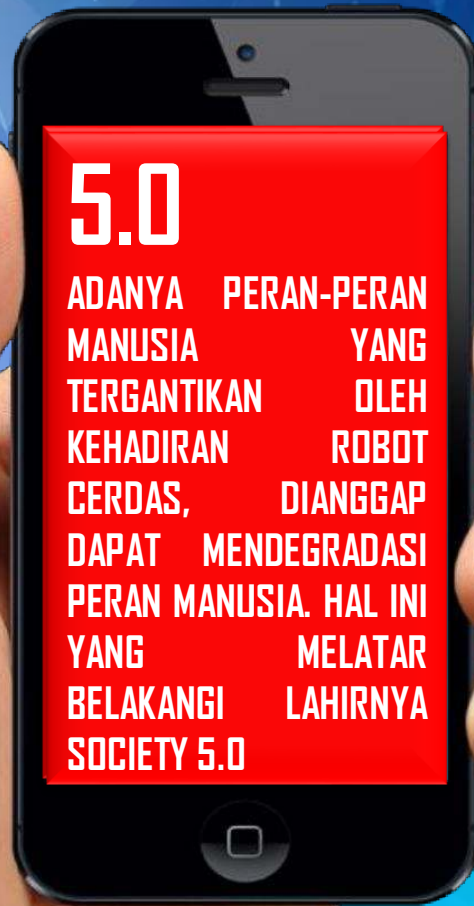 5.0
ADANYA PERAN-PERAN
MANUSIA YANG
TERGANTIKAN OLEH
KEHADIRAN ROBOT
CERDAS, DIANGGAP
DAPAT MENDEGRADASI
PERAN MANUSIA. HAL INI
YANG MELATAR
BELAKANGI LAHIRNYA
SOCIETY 5.0